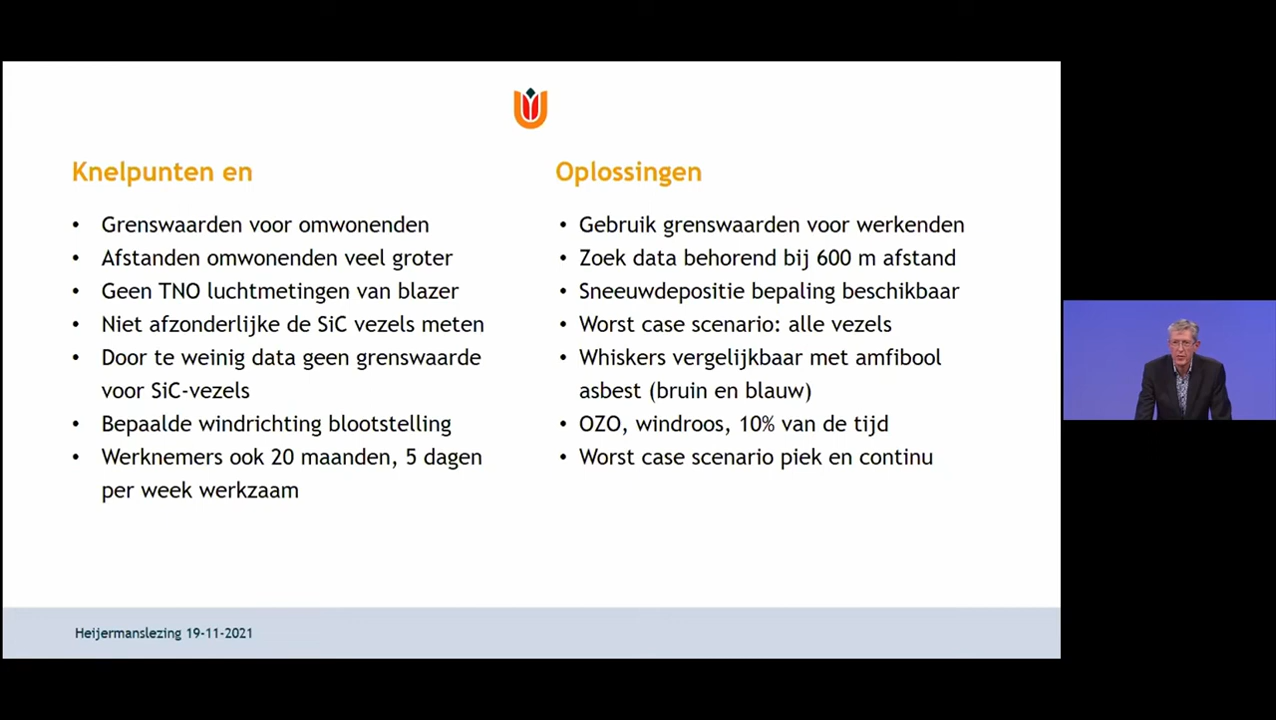 Knelpunten en
• Grenswaarden voor omwonenden
• Afstanden omwonenden veel groter
• Geen TNO luchtmetingen van blazer
• Niet afzonderlijke de SiC vezels meten
• Door te weinig data geen grenswaarde
voor SiC-vezels
• Bepaalde windrichting blootstelling
• Werknemers ook 20 maanden, 5 dagen
per week werkzaam
Oplossingen
• Gebruik grenswaarden voor werkenden
• Zoek data behorend bij 600 m afstand
• Sneeuwdepositie bepaling beschikbaar
• Worst case scenario: alle vezels
• Whiskers vergelijkbaar met amfibool
asbest (bruin en blauw)
• OZO, windroos, 10% van de tijd
• Worst case scenario piek en continu
Heijermanslezing 19-11-2021